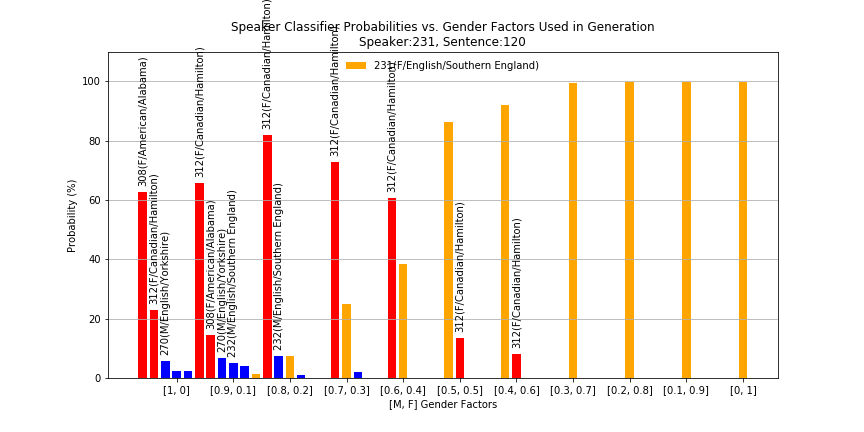 Speaker Classifier Probabilities vs. Gender Factors Used in Generation
Speaker:231, Sentence:120
231(F/English/Southern England)
Probability (%)
100
80
60
40
20
0
308(F/American/Alabama)
312(F/Canadian/Hamilton)
270(M/English/Yorkshire)
312(F/Canadian/Hamilton)
308(F/American/Alabama)
270(M/English/Yorkshire)
232(M/English/Southern England)
312(F/Canadian/Hamilton)
232(M/English/Southern England)
312(F/Canadian/Hamilton)
312(F/Canadian/Hamilton)
312(F/Canadian/Hamilton)
312(F/Canadian/Hamilton)
[1, 0] [0.9, 0.1] [0.8, 0.2] [0.7, 0.3] [0.6, 0.4] [0.5, 0.5] [0.4, 0.6] [0.3, 0.7] [0.2, 0.8] [0.1, 0.9] [0, 1]
[M, F] Gender Factors